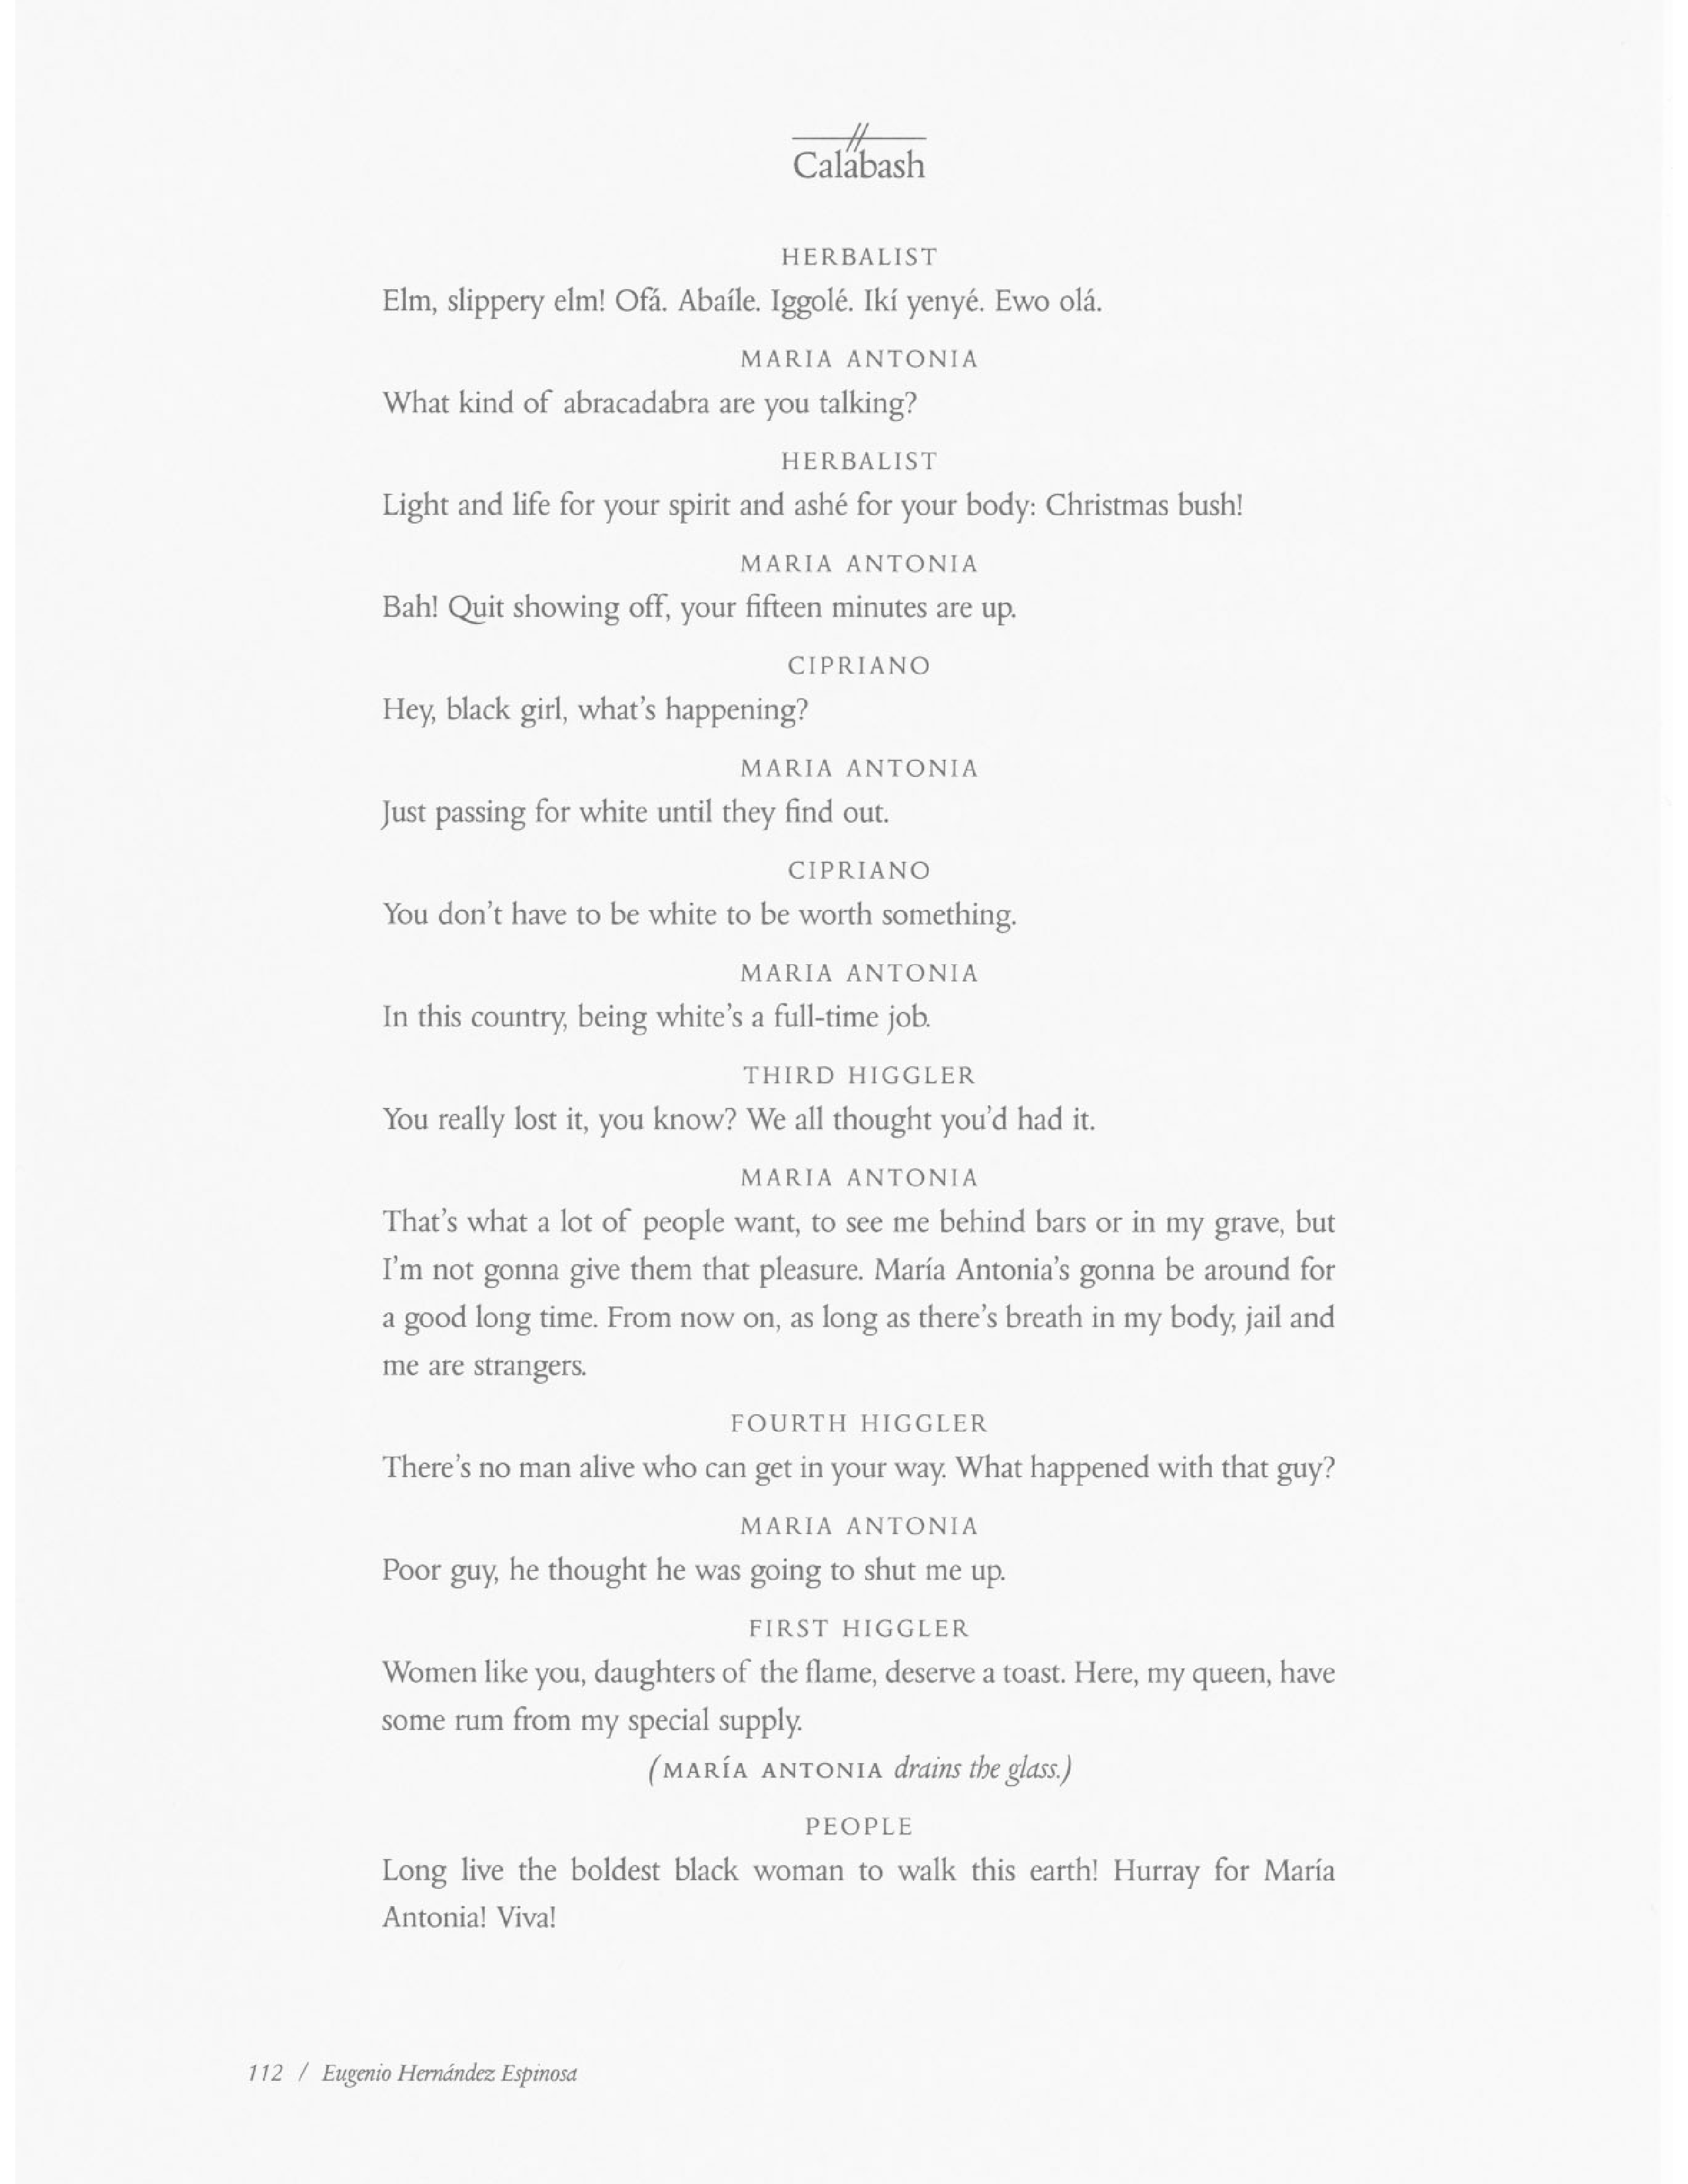 Calabash
HERBALIST
Elm, slippery elm! Ofá. Abaíle. Iggolé. Ikí yenyé. Ewo olá.
MARIA ANTONIA
What kind of abracadabra are you talking?
HERBALIST
Light and life for your spirit and ashé for your body: Christmas bush!
MARIA ANTONIA
Bah! Quit showing off, your fifteen minutes are up.
CIPRIANO
Hey, black girl, what's happening?
MARIA ANTONIA
Just passing for white until they find out.
CIPRIANO
You don't have to be white to be worth something.
MARIA ANTONIA
In this country, being white's a full-time job.
THIRD HIGGLER
You really lost it, you know? We all thought you'd had it.
MARIA ANTONIA
That's what a lot of people want, to see me behind bars or in my grave, but
I'm not gonna give them that pleasure. María Antonia's gonna be around for
a good long time. From now on, as long as there's breath in my body, jail and
me are strangers.
FOURTH HIGGLER
There's no man alive who can get in your way. What happened with that guy?
MARIA ANTONIA
Poor guy, he thought he was going to shut me up.
FIRST HIGGLER
Women like you, daughters of the flame, deserve a toast. Here, my queen, have
some rum from my special supply.
(MARÍA ANTONIA drains the glass.)
PEOPLE
Long live the boldest black woman to walk this earth! Hurray for María
Antonia! Viva!
112 / Eugenio Hernández Espinosa